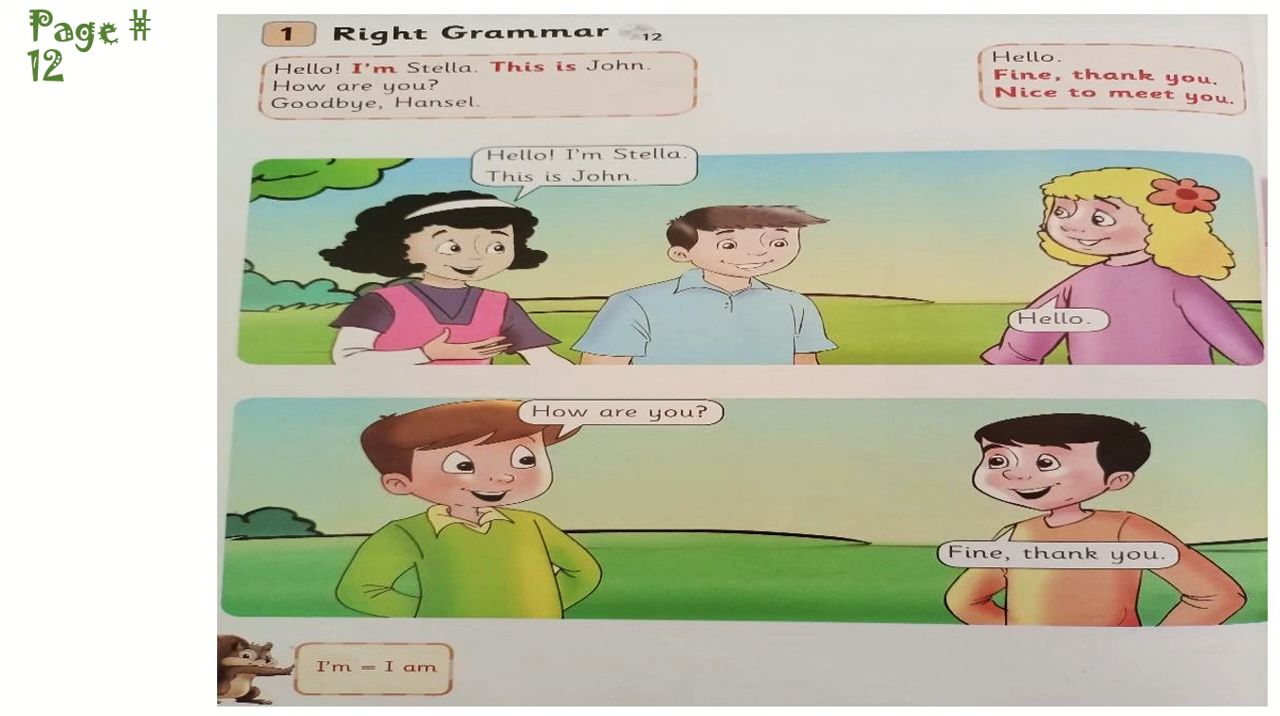 Page #
12
1 Right Grammar 12
Hello! I'm Stella. This is John.
How are you?
Goodbye, Hansel.
Hello.
Fine, thank you.
Nice to meet you.
Hello! I'm Stella.
This is John.
Hello.
How are you?
Fine, thank you.
I'm = I am